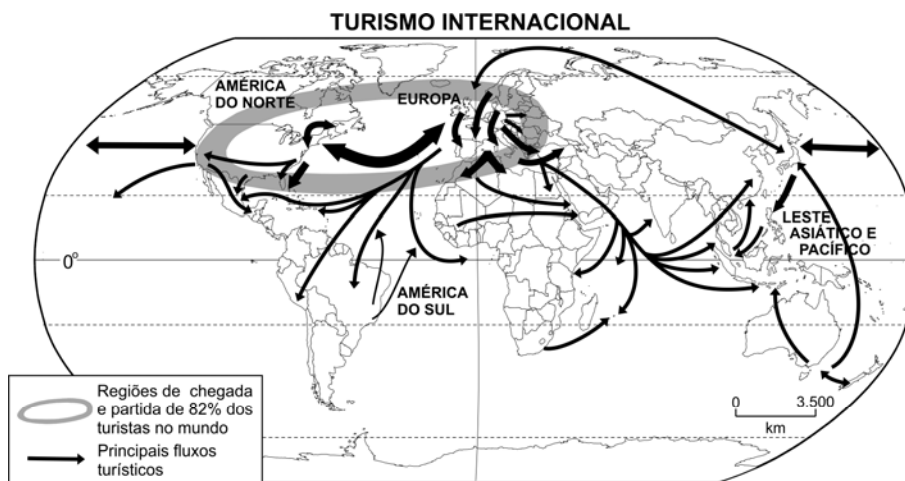 TURISMO INTERNACIONAL
AMÉRICA
DO NORTE
EUROPA
LESTE
ASIÁTICO E
PACÍFICO
0°
AMÉRICA
DO SUL
Regiões de chegada
e partida de 82% dos
turistas no mundo
Principais fluxos
turísticos
0 3.500
km